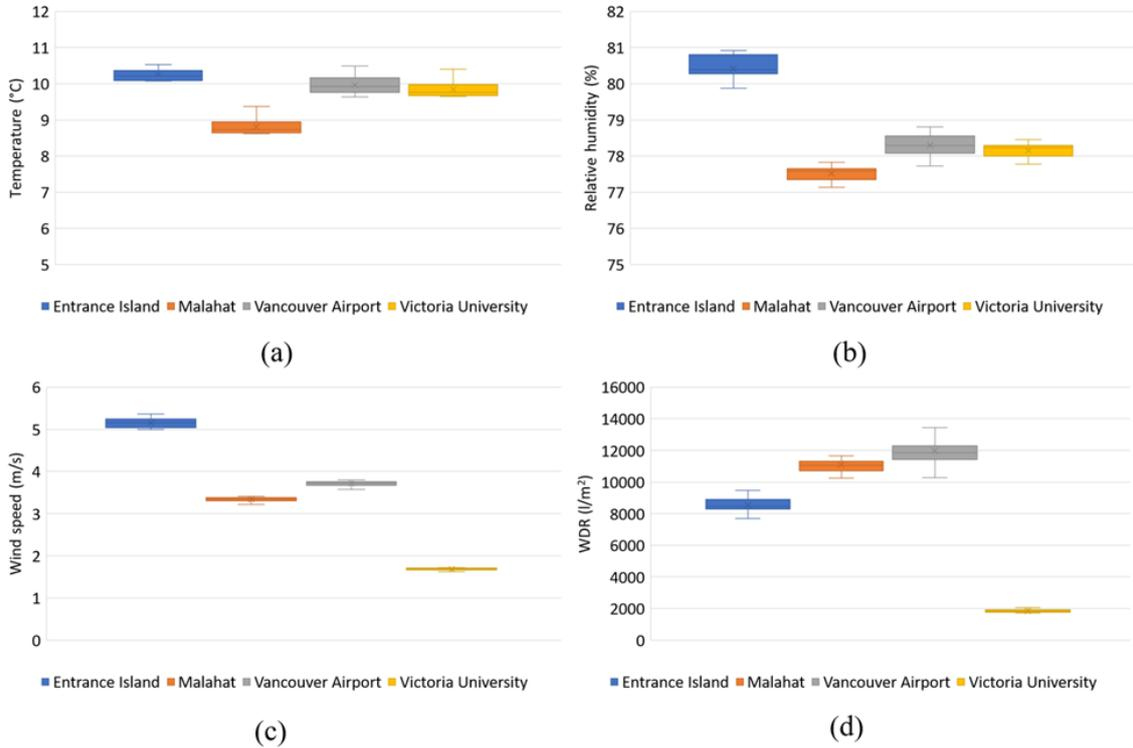 Temperature (°C)
12
11
10
9
8
7
6
5
Entrance Island Malahat Vancouver Airport Victoria University
(a)
Relative humidity (%)
82
81
80
79
78
77
76
75
Entrance Island Malahat Vancouver Airport Victoria University
(b)
Wind speed (m/s)
6
5
4
3
2
1
0
Entrance Island Malahat Vancouver Airport Victoria University
(c)
WDR (l/m²)
16000
14000
12000
10000
8000
6000
4000
2000
0
Entrance Island Malahat Vancouver Airport Victoria University
(d)